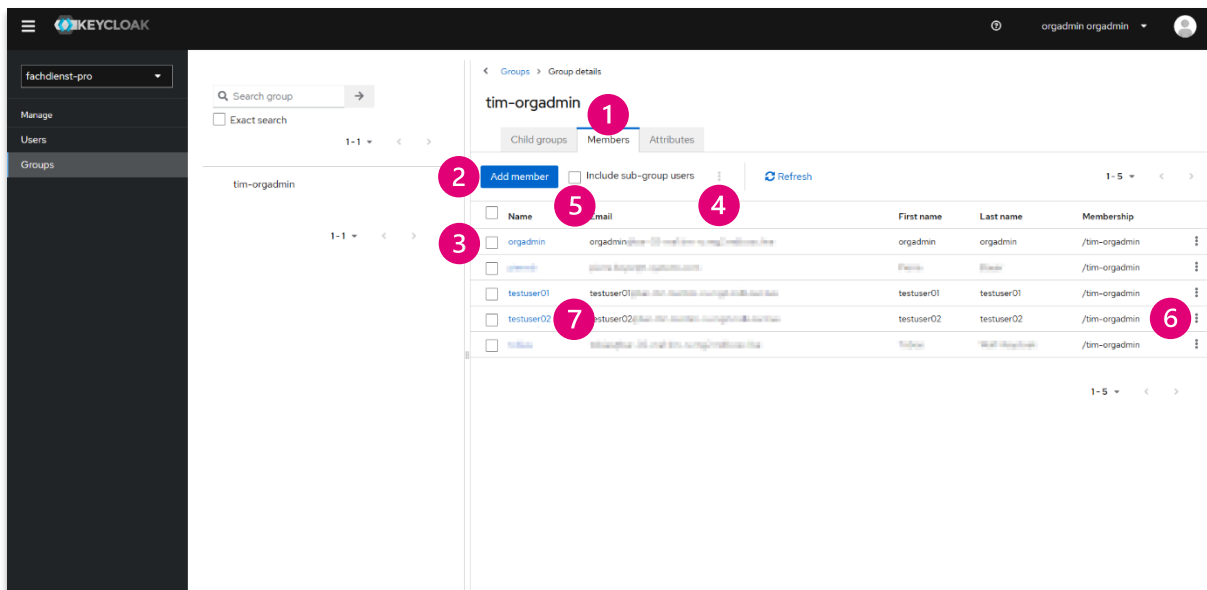 KEYCLOAK
orgadmin orgadmin
fachdienst-pro
Manage
Users
Groups
Search group
Exact search
1-1
tim-orgadmin
1-1
Groups > Group details
tim-orgadmin
1
Child groups Members Attributes
2 Add member Include sub-group users Refresh 1-5
5 4
Name Email First name Last name Membership
3 orgadmin orgadmin orgadmin orgadmin /tim-orgadmin
/tim-orgadmin
testuser01 testuser01 testuser01 testuser01 /tim-orgadmin
testuser02 7 testuser02 testuser02 testuser02 /tim-orgadmin 6
/tim-orgadmin
1-5